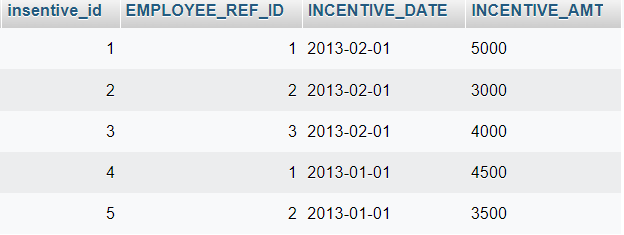 insentive_id EMPLOYEE_REF_ID INCENTIVE_DATE INCENTIVE_AMT
1 1 2013-02-01 5000
2 2 2013-02-01 3000
3 3 2013-02-01 4000
4 1 2013-01-01 4500
5 2 2013-01-01 3500